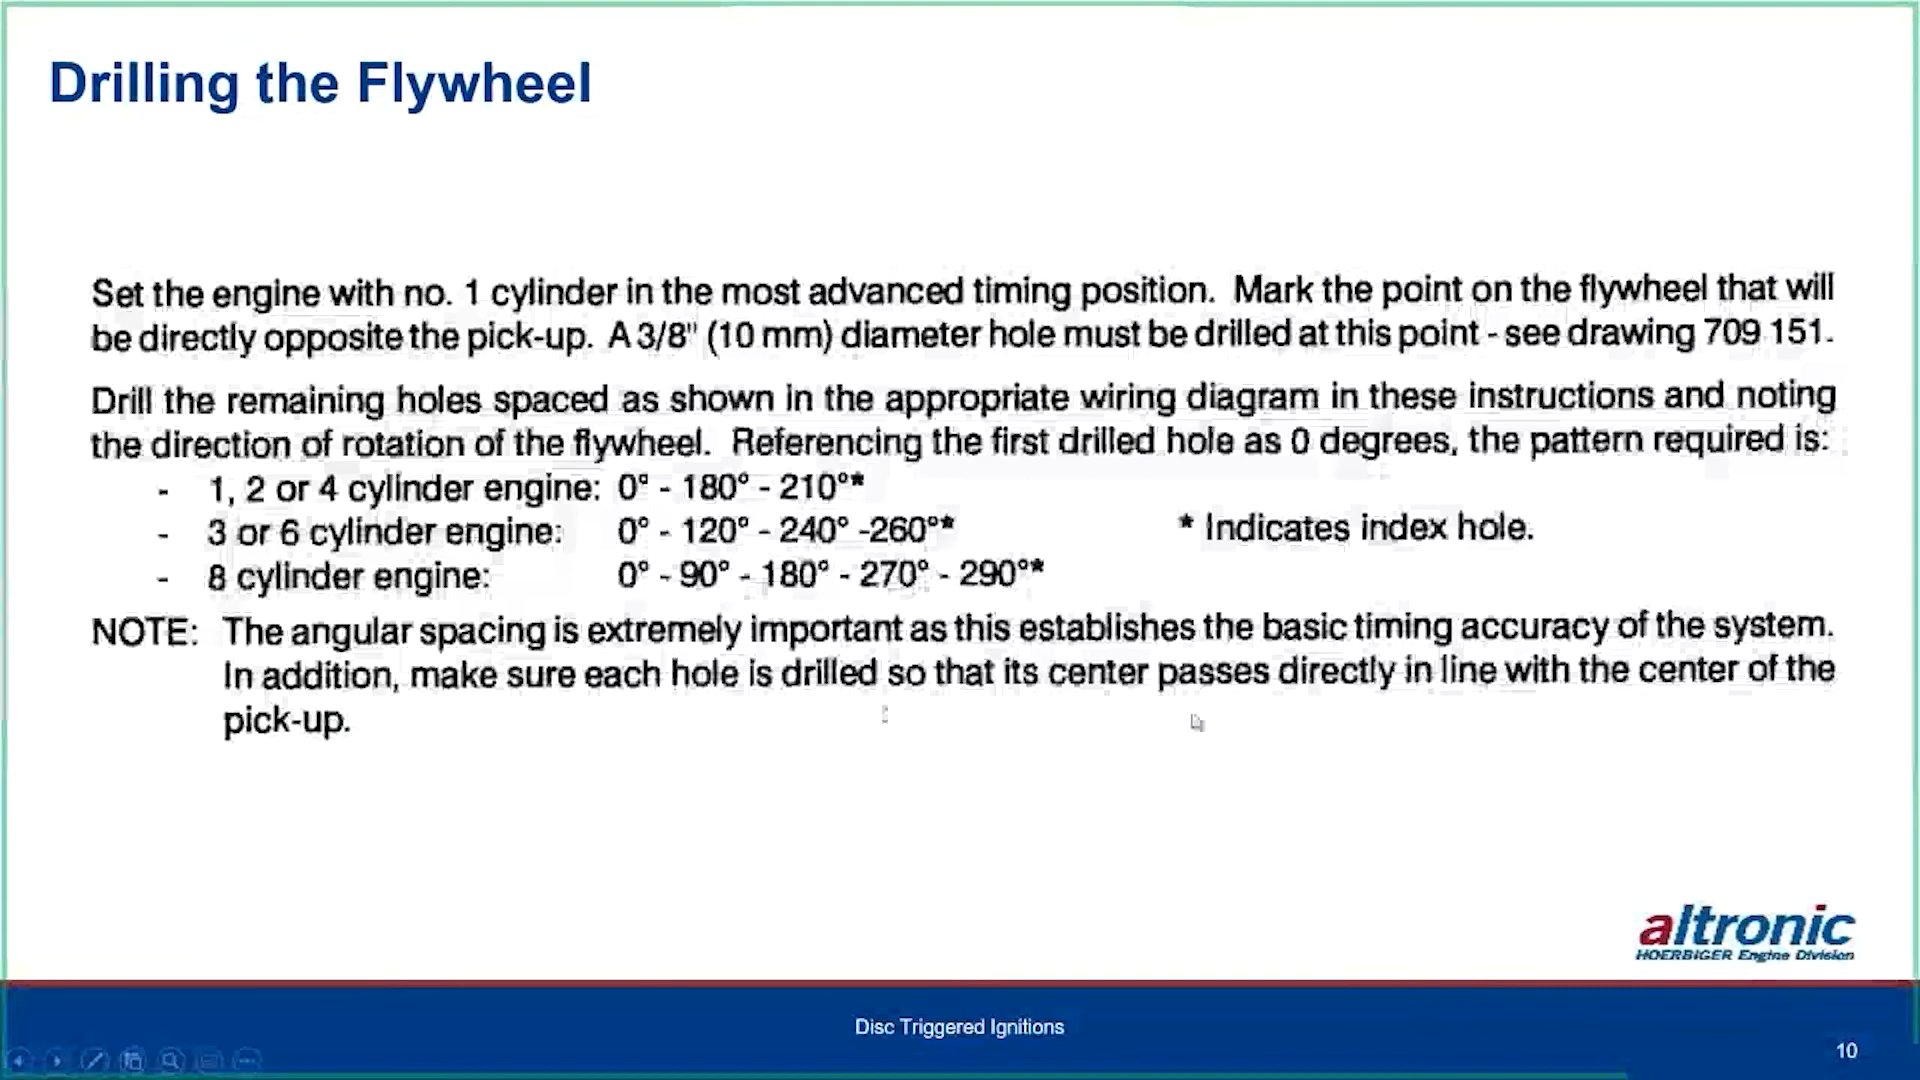 Drilling the Flywheel
Set the engine with no. 1 cylinder in the most advanced timing position. Mark the point on the flywheel that will
be directly opposite the pick-up. A 3/8" (10 mm) diameter hole must be drilled at this point - see drawing 709 151.
Drill the remaining holes spaced as shown in the appropriate wiring diagram in these instructions and noting
the direction of rotation of the flywheel. Referencing the first drilled hole as 0 degrees, the pattern required is:
- 1, 2 or 4 cylinder engine: 0° - 180° - 210°*
- 3 or 6 cylinder engine: 0° - 120° - 240° -260°*
* Indicates index hole.
- 8 cylinder engine: 0° - 90° - 180° - 270° - 290°*
NOTE: The angular spacing is extremely important as this establishes the basic timing accuracy of the system.
In addition, make sure each hole is drilled so that its center passes directly in line with the center of the
pick-up.
altronic
HOERBIGER Engine Division
Disc Triggered Ignitions
10